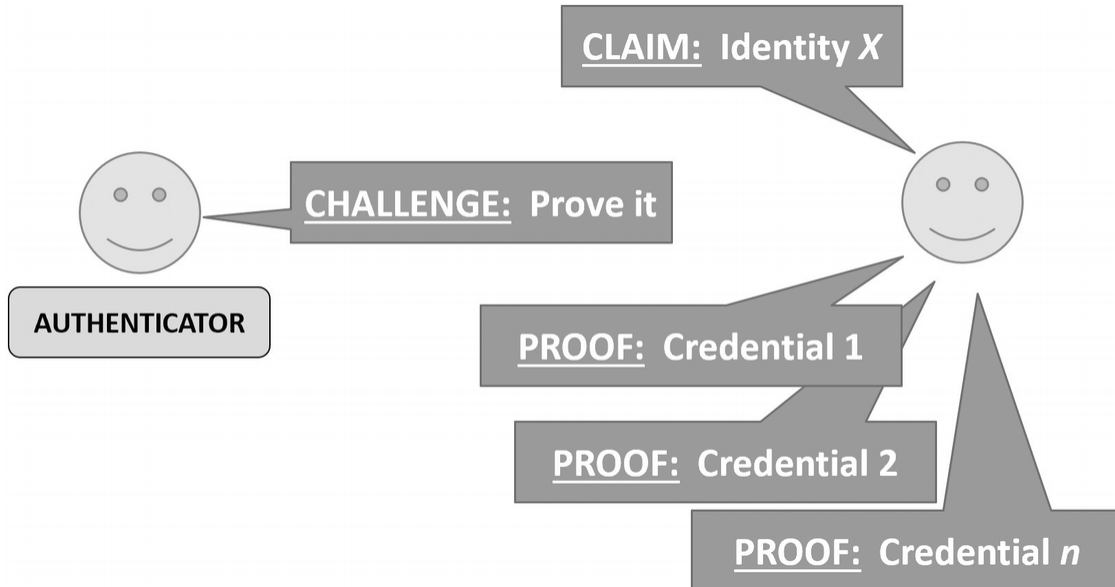 CLAIM: Identity X
CHALLENGE: Prove it
AUTHENTICATOR
PROOF: Credential 1
PROOF: Credential 2
PROOF: Credential n